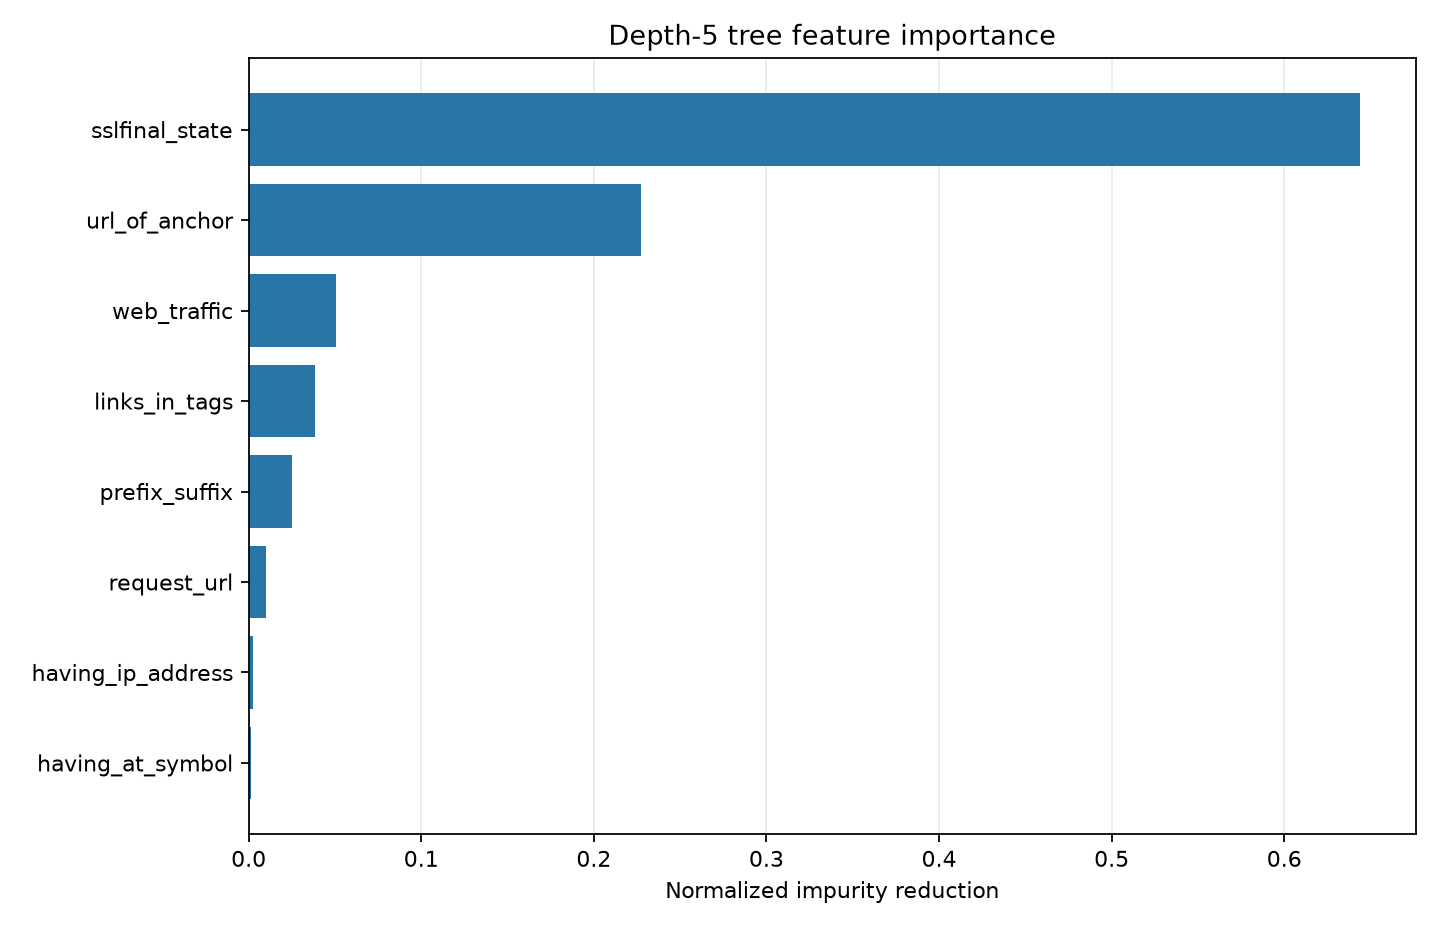 Depth-5 tree feature importance
sslfinal_state
url_of_anchor
web_traffic
links_in_tags
prefix_suffix
request_url
having_ip_address
having_at_symbol
0.0 0.1 0.2 0.3 0.4 0.5 0.6
Normalized impurity reduction